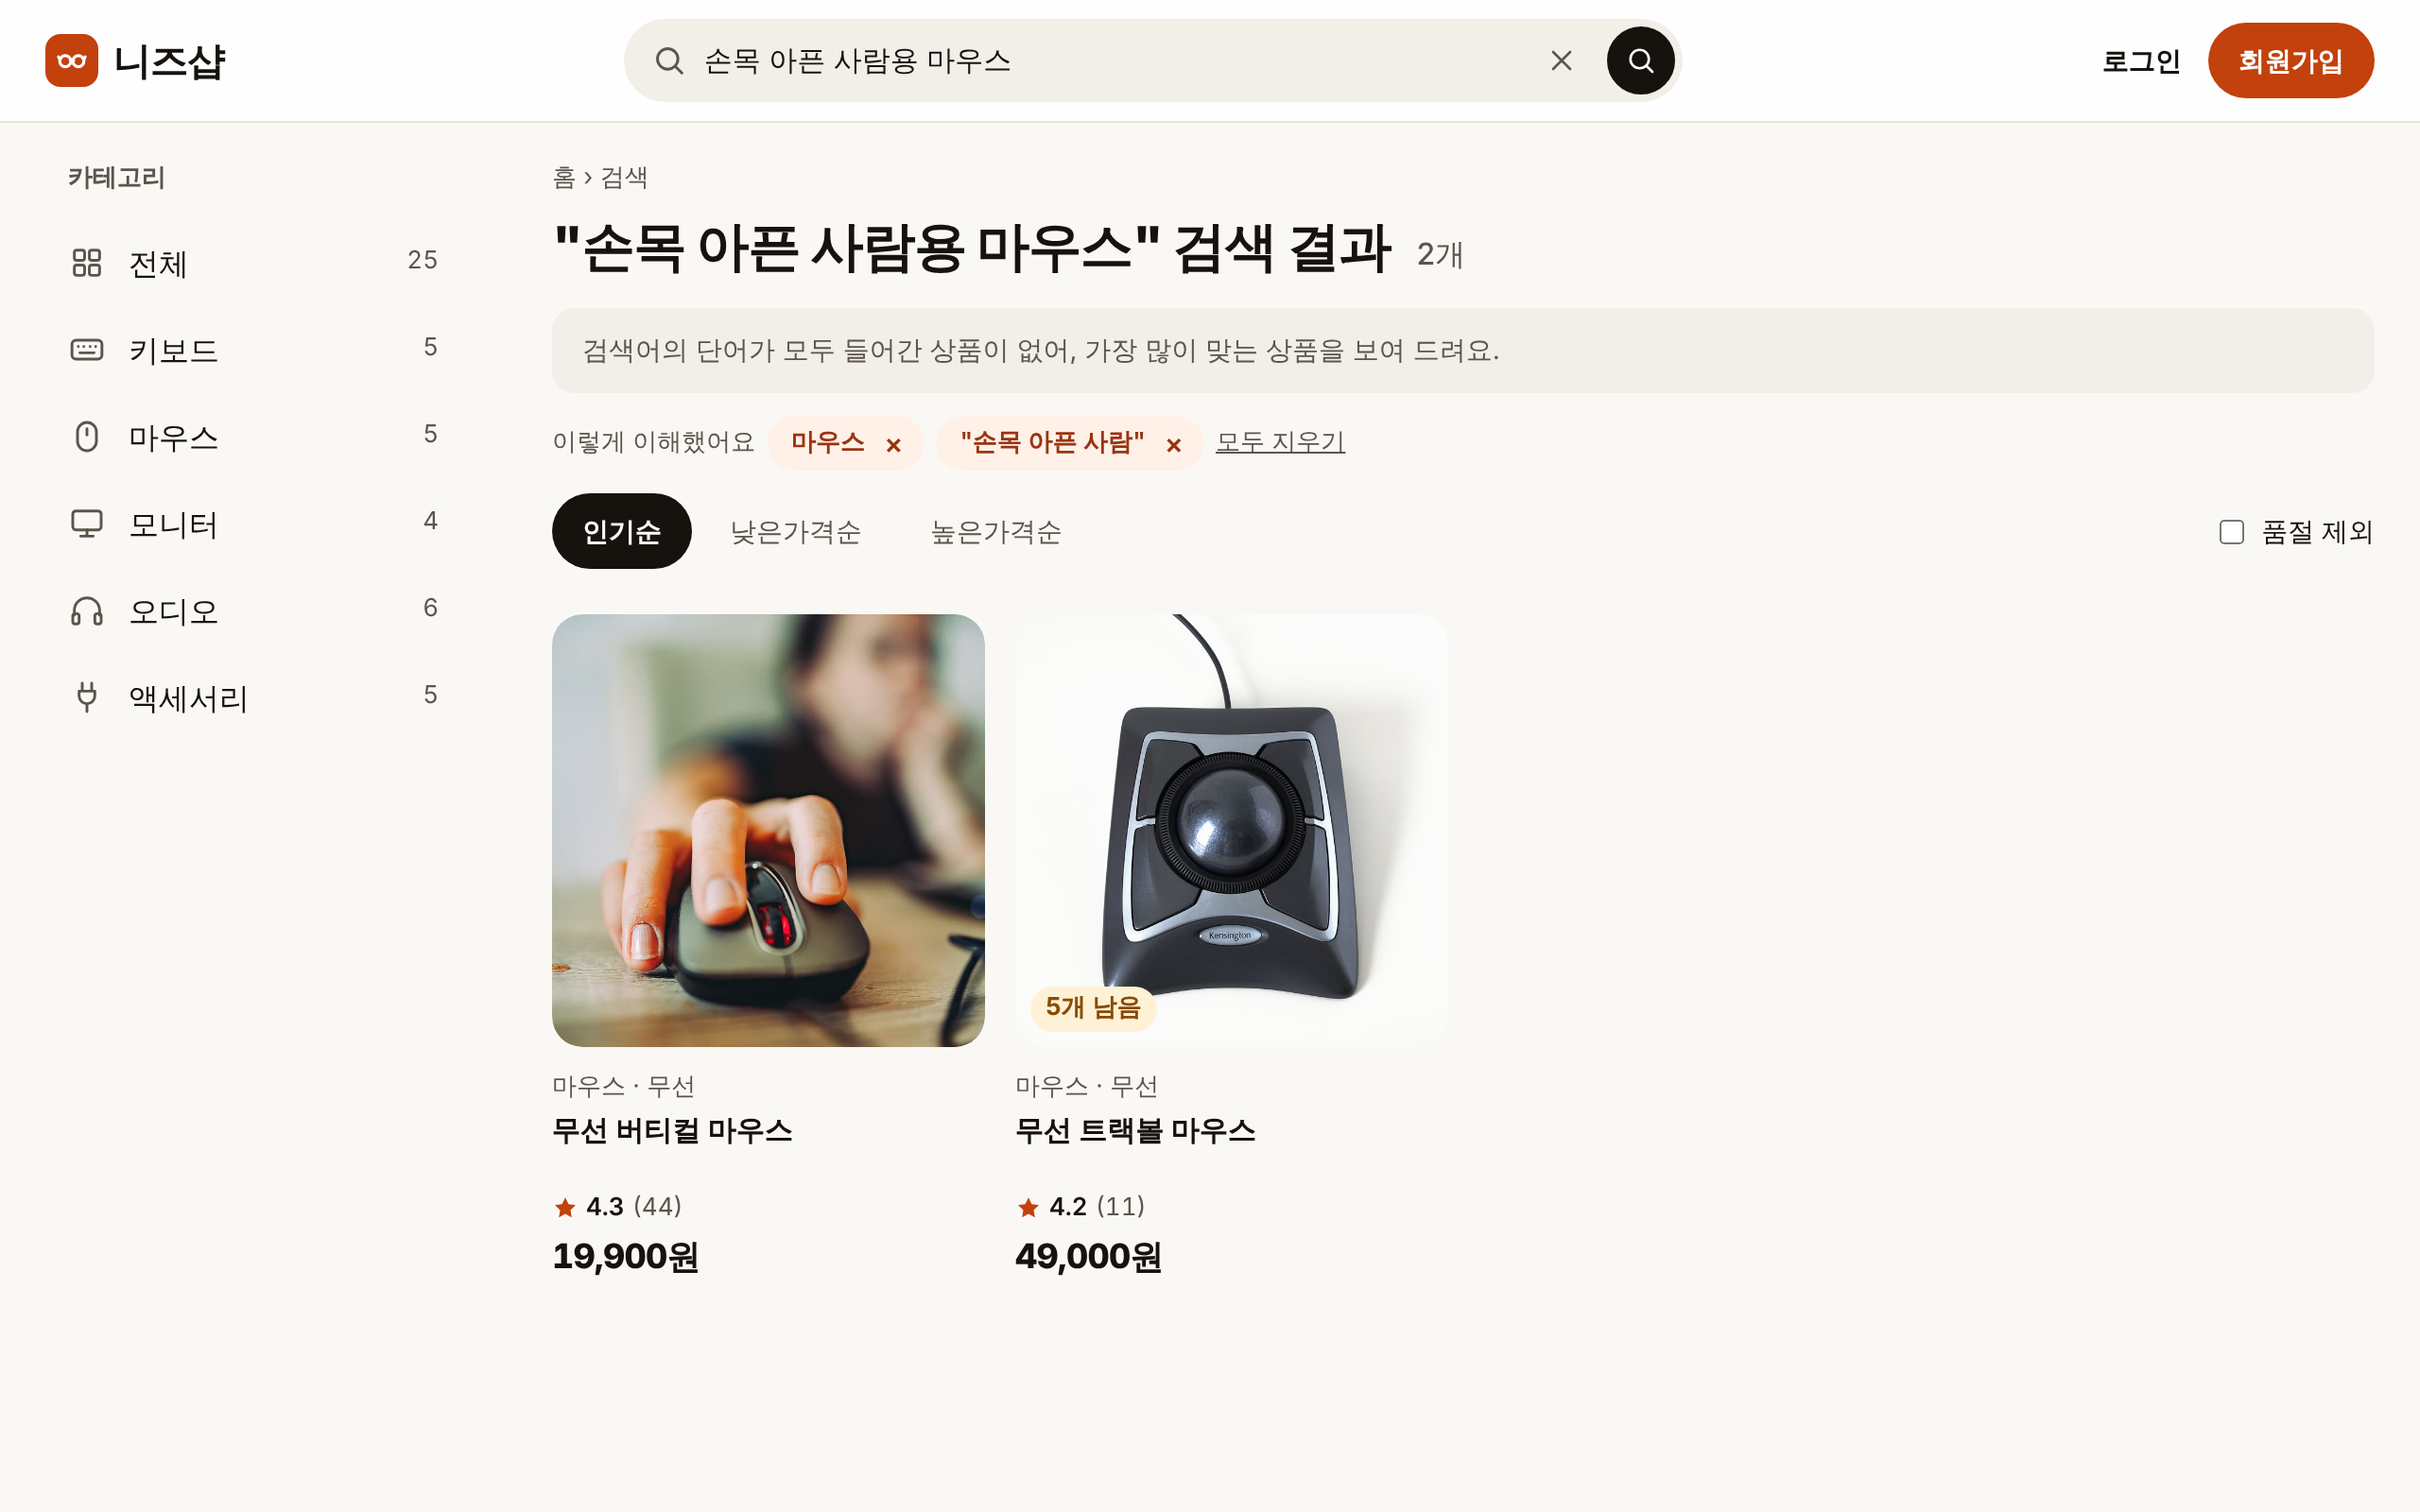 니즈샵
손목 아픈 사람용 마우스
로그인
회원가입
카테고리
전체 25
키보드 5
마우스 5
모니터 4
오디오 6
액세서리 5
홈 › 검색
"손목 아픈 사람용 마우스" 검색 결과 2개
검색어의 단어가 모두 들어간 상품이 없어, 가장 많이 맞는 상품을 보여 드려요.
이렇게 이해했어요 마우스 × "손목 아픈 사람" × 모두 지우기
인기순 낮은가격순 높은가격순
품절 제외
Kensington
5개 남음
마우스 · 무선
무선 버티컬 마우스
4.3 (44)
19,900원
마우스 · 무선
무선 트랙볼 마우스
4.2 (11)
49,000원